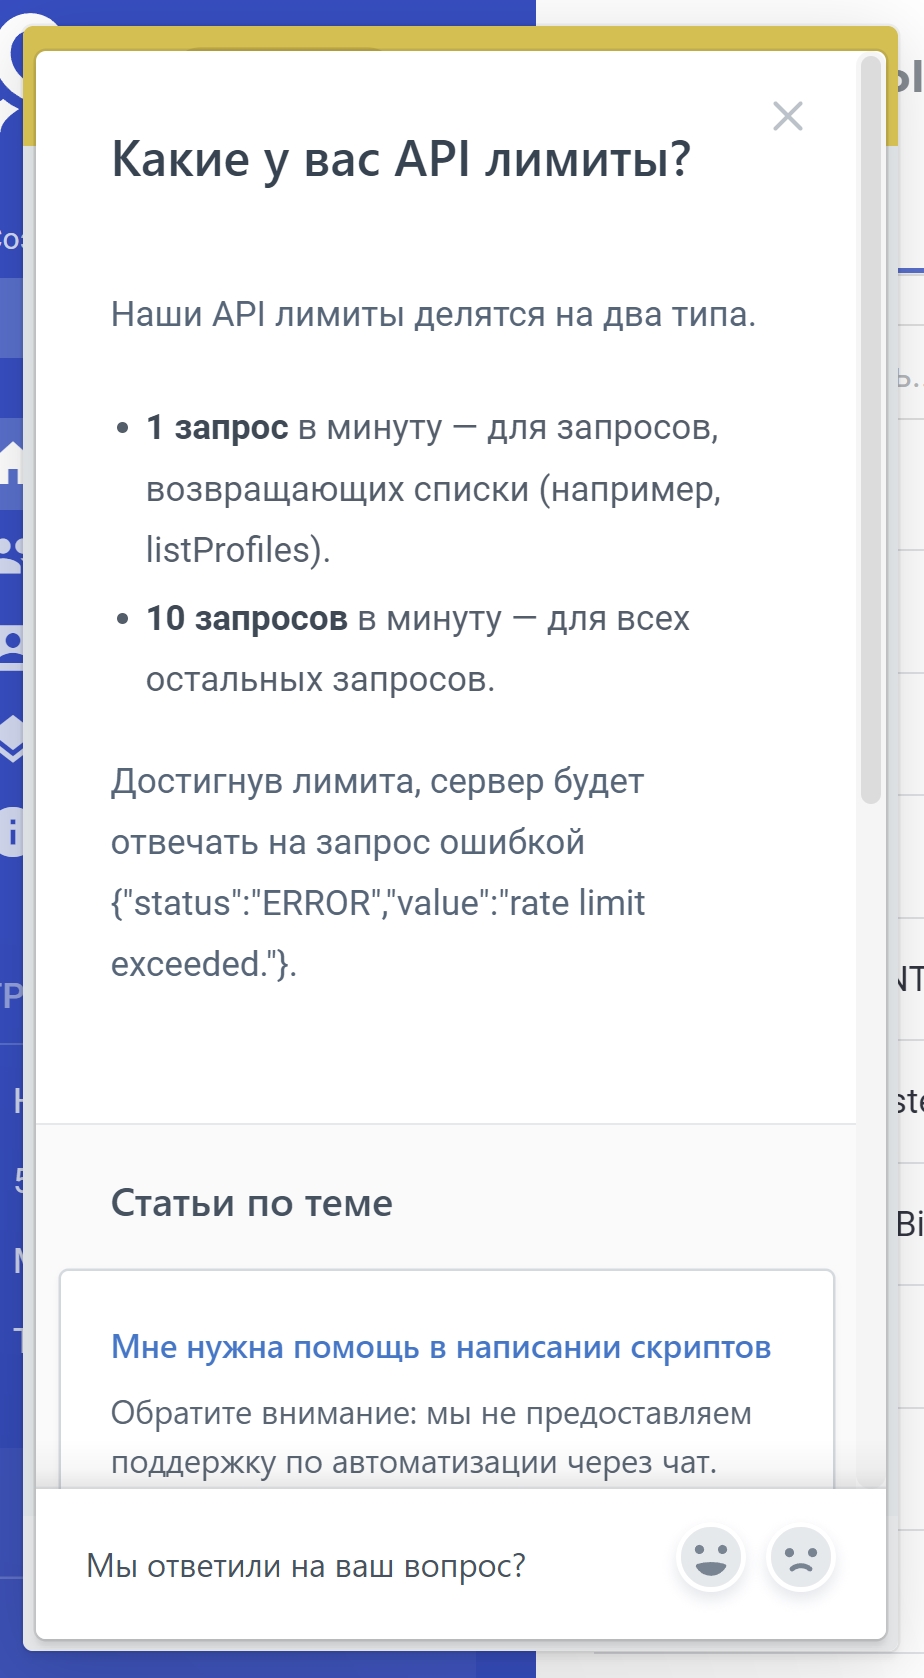 Какие у вас API лимиты?
Наши API лимиты делятся на два типа.
• 1 запрос в минуту — для запросов,
возвращающих списки (например,
listProfiles).
• 10 запросов в минуту — для всех
остальных запросов.
Достигнув лимита, сервер будет
отвечать на запрос ошибкой
{"status":"ERROR","value":"rate limit
exceeded."}.
Статьи по теме
Мне нужна помощь в написании скриптов
Обратите внимание: мы не предоставляем
поддержку по автоматизации через чат.
Мы ответили на ваш вопрос?